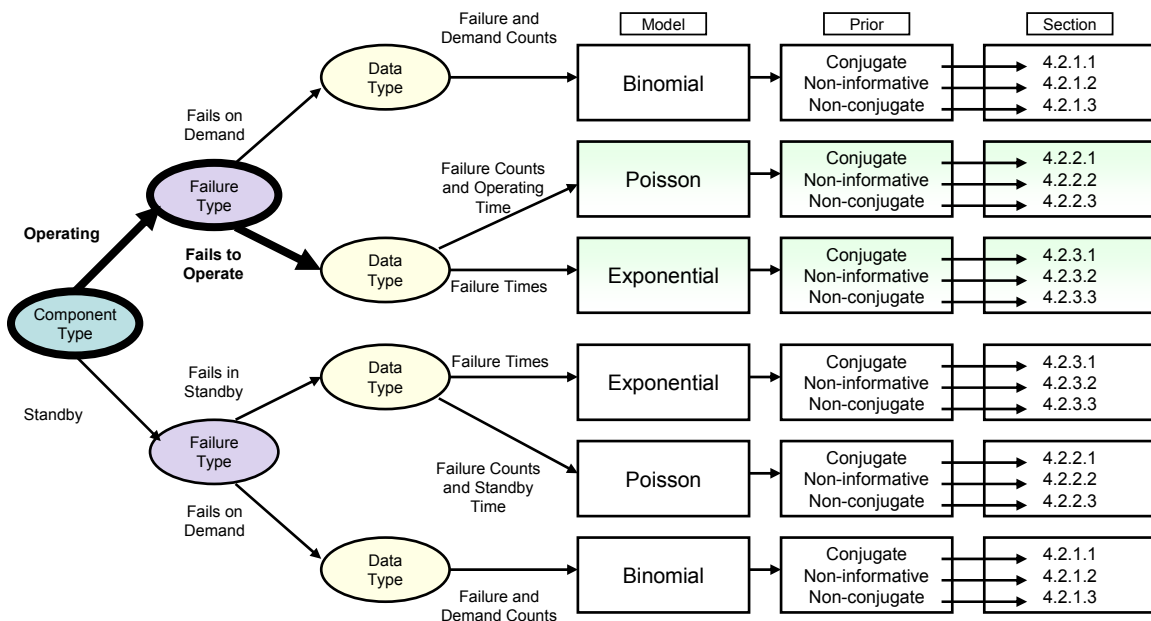 Failure and
Demand Counts
Model
Prior
Section
Data
Type
Binomial
Conjugate
Non-informative
Non-conjugate
4.2.1.1
4.2.1.2
4.2.1.3
Fails on
Demand
Failure
Type
Failure Counts
and Operating
Time
Poisson
Conjugate
Non-informative
Non-conjugate
4.2.2.1
4.2.2.2
4.2.2.3
Operating
Fails to
Operate
Data
Type
Failure Times
Exponential
Conjugate
Non-informative
Non-conjugate
4.2.3.1
4.2.3.2
4.2.3.3
Component
Type
Standby
Fails in
Standby
Data
Type
Failure Times
Exponential
Conjugate
Non-informative
Non-conjugate
4.2.3.1
4.2.3.2
4.2.3.3
Failure
Type
Failure Counts
and Standby
Time
Poisson
Conjugate
Non-informative
Non-conjugate
4.2.2.1
4.2.2.2
4.2.2.3
Fails on
Demand
Data
Type
Failure and
Demand Counts
Binomial
Conjugate
Non-informative
Non-conjugate
4.2.1.1
4.2.1.2
4.2.1.3